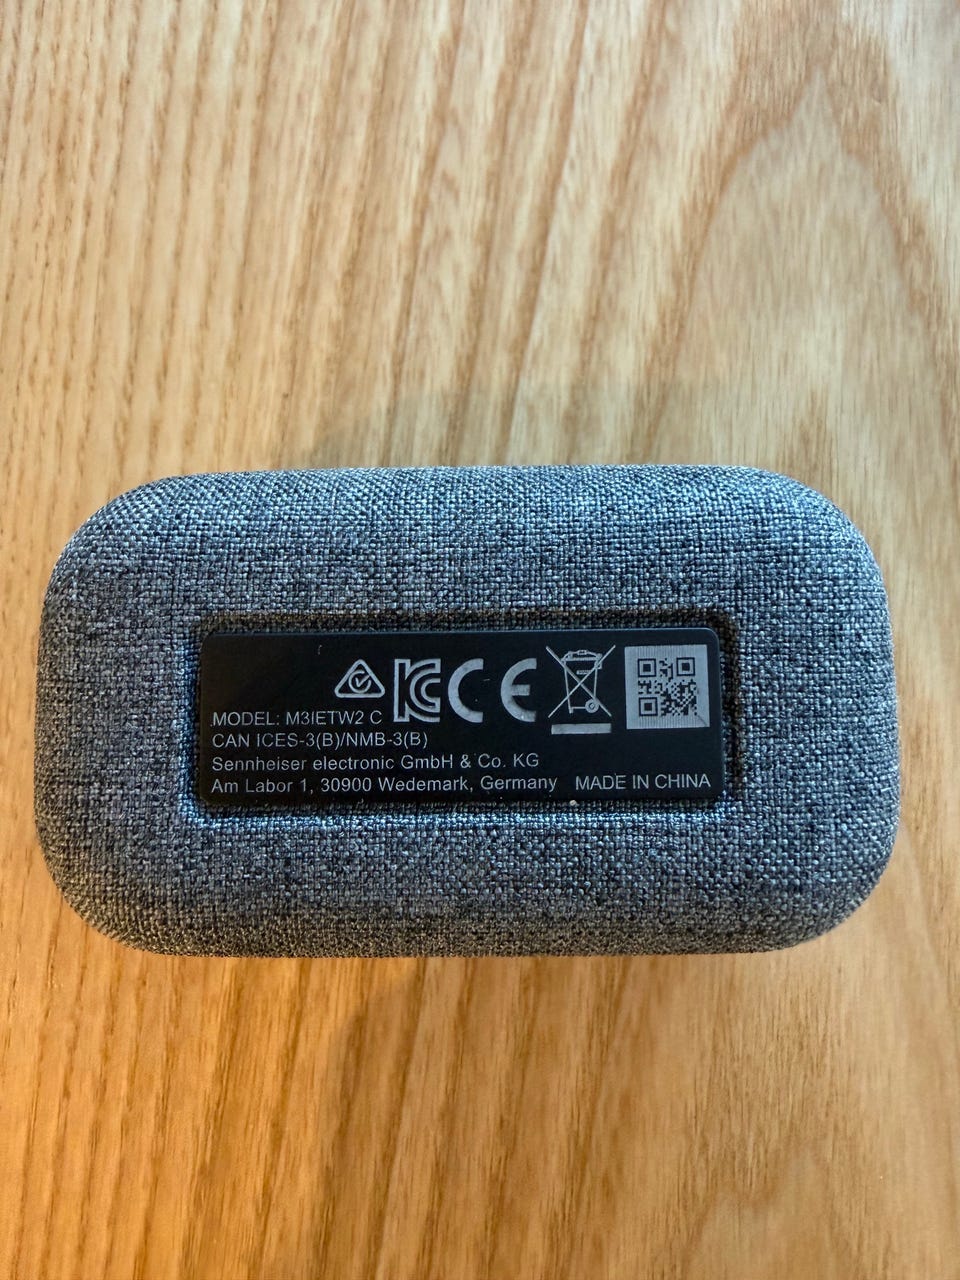 MODEL: M3IETW2 C
CAN ICES-3(B)/NMB-3(B)
Sennheiser electronic GmbH & Co. KG
Am Labor 1, 30900 Wedemark, Germany MADE IN CHINA